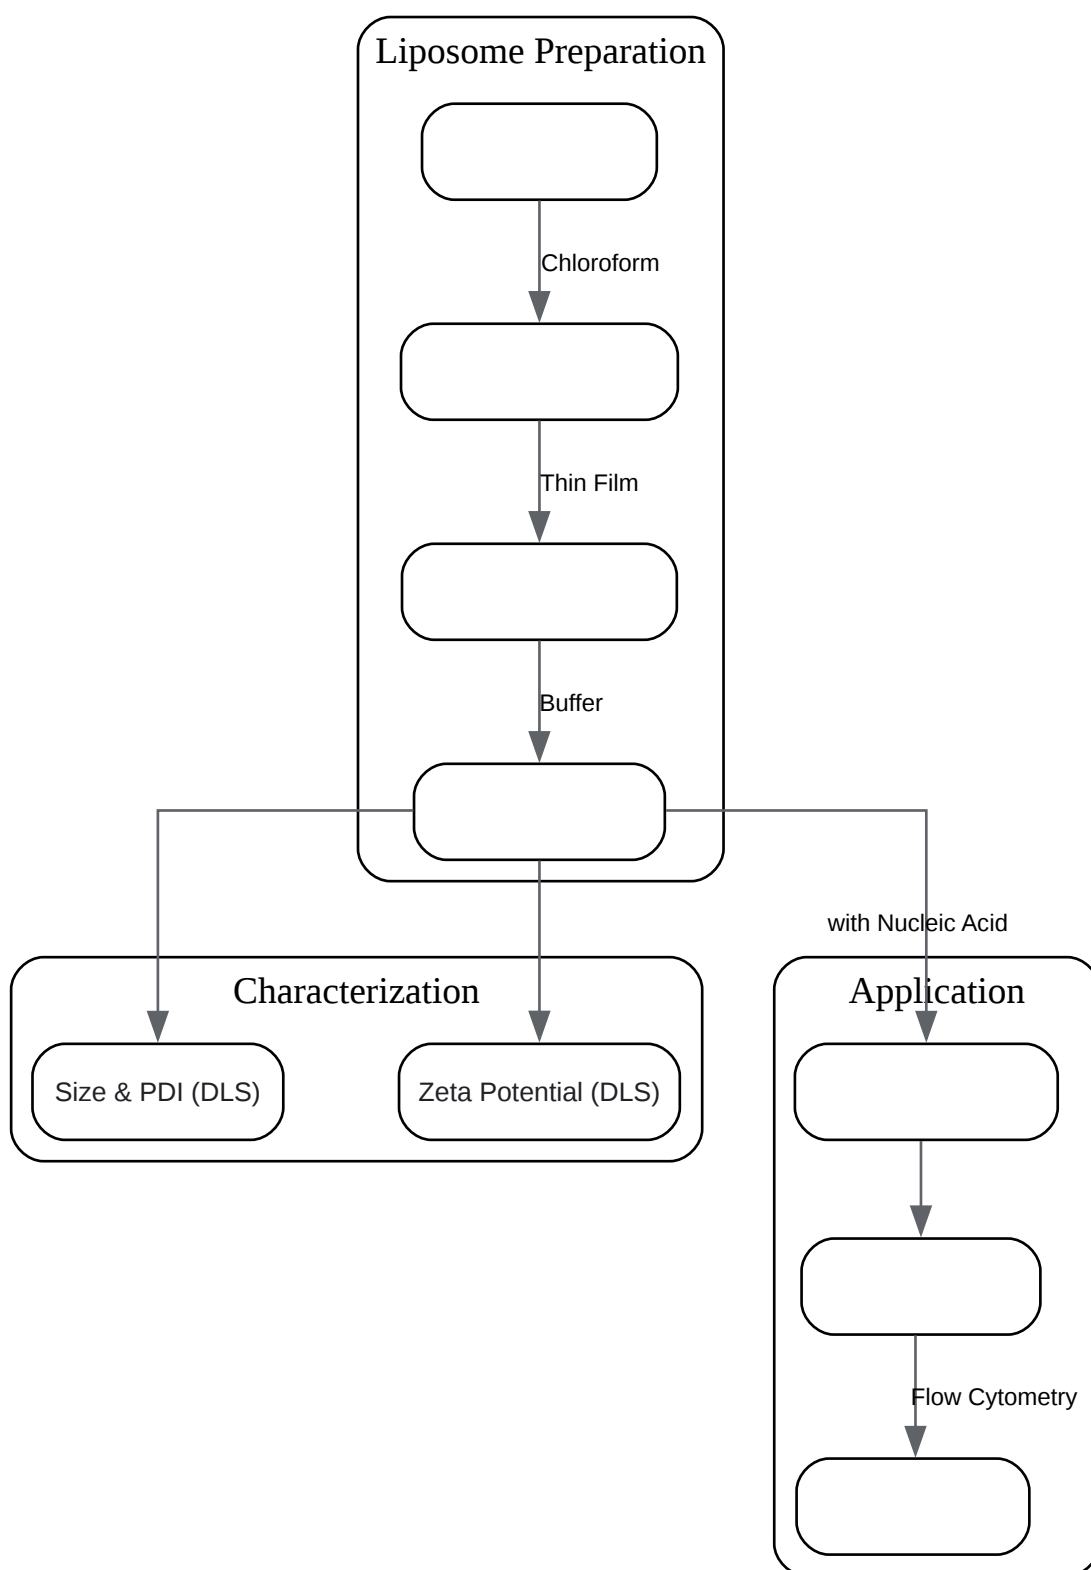 Liposome Preparation
Chloroform
Thin Film
Buffer
with Nucleic Acid
Characterization
Application
Size & PDI (DLS)
Zeta Potential (DLS)
Flow Cytometry